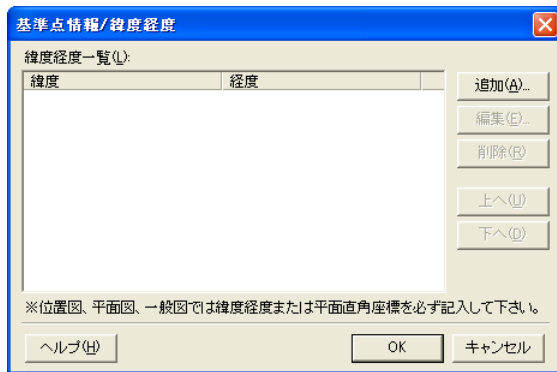 基準点情報/緯度経度
緯度経度一覧(L):
緯度 経度
追加(A)...
編集(E)...
削除(R)
上へ(U)
下へ(D)
※位置図、平面図、一般図では緯度経度または平面直角座標を必ず記入して下さい。
ヘルプ(H) OK キャンセル